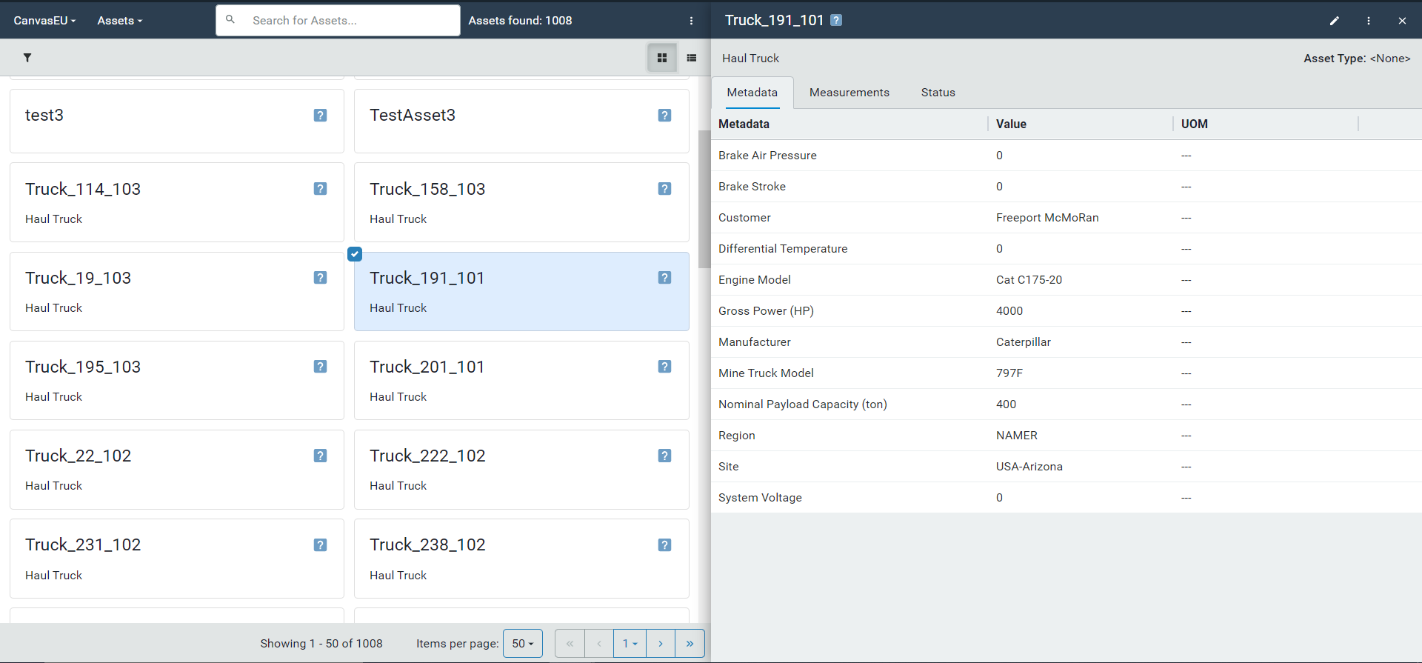 CanvasEU Assets Search for Assets... Assets found: 1008
test3 ? TestAsset3 ?
Truck_114_103 ? Truck_158_103 ?
Haul Truck Haul Truck
Truck_19_103 ? Truck_191_101 ?
Haul Truck Haul Truck
Truck_195_103 ? Truck_201_101 ?
Haul Truck Haul Truck
Truck_22_102 ? Truck_222_102 ?
Haul Truck Haul Truck
Truck_231_102 ? Truck_238_102 ?
Haul Truck Haul Truck
Showing 1 - 50 of 1008 Items per page: 50 « ‹ 1 › »
Truck_191_101 ?
Haul Truck Asset Type: <None>
Metadata Measurements Status
Metadata Value UOM
Brake Air Pressure 0 ---
Brake Stroke 0 ---
Customer Freeport McMoRan ---
Differential Temperature 0 ---
Engine Model Cat C175-20 ---
Gross Power (HP) 4000 ---
Manufacturer Caterpillar ---
Mine Truck Model 797F ---
Nominal Payload Capacity (ton) 400 ---
Region NAMER ---
Site USA-Arizona ---
System Voltage 0 ---